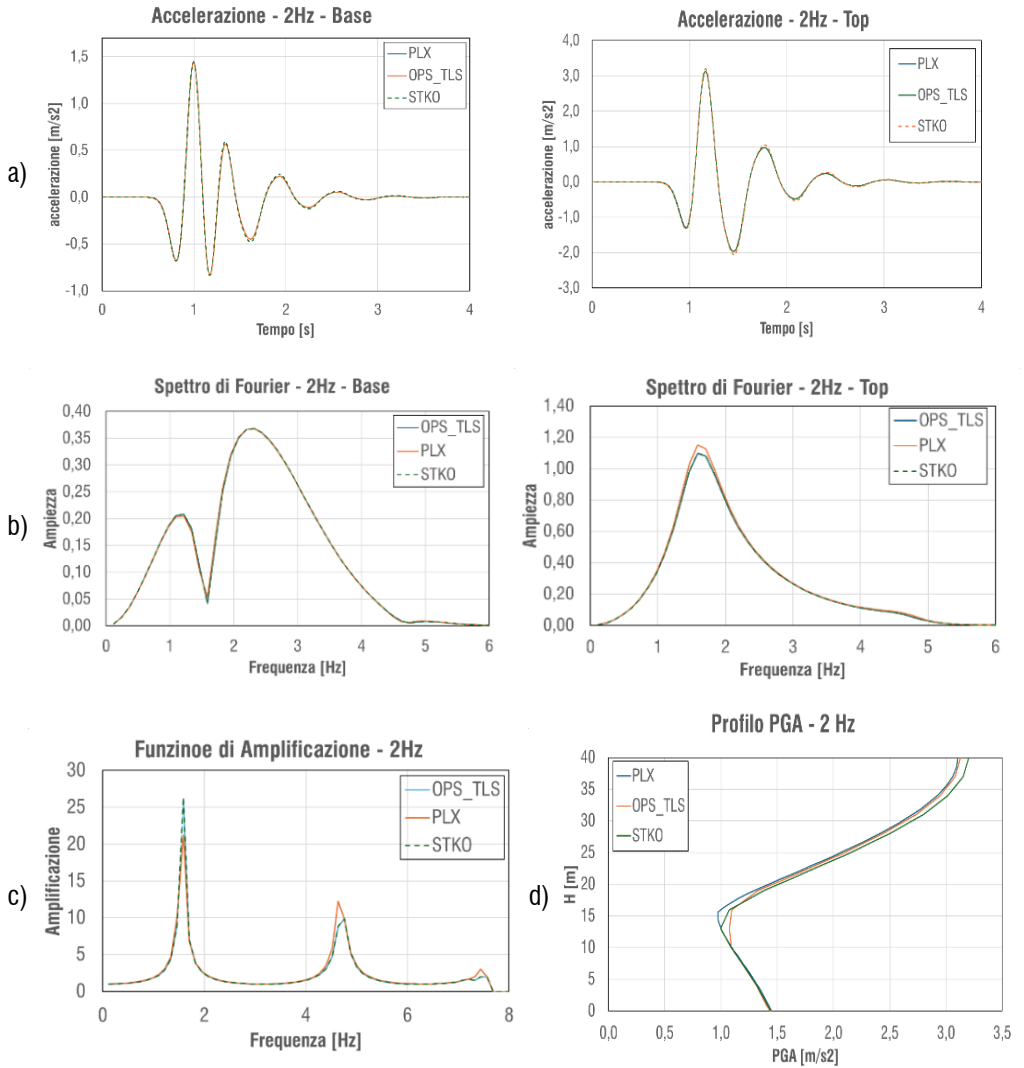 Accelerazione - 2Hz - Base
1,5
1,0
0,5
0,0
-0,5
-1,0
accelerazione [m/s2]
0 1 2 3 4
Tempo [s]
PLX
OPS_TLS
STKO
a)
Accelerazione - 2Hz - Top
4,0
3,0
2,0
1,0
0,0
-1,0
-2,0
-3,0
accelerazione [m/s2]
0 1 2 3 4
Tempo [s]
PLX
OPS_TLS
STKO
Spettro di Fourier - 2Hz - Base
0,40
0,35
0,30
0,25
0,20
0,15
0,10
0,05
0,00
Ampiezza
0 1 2 3 4 5 6
Frequenza [Hz]
OPS_TLS
PLX
STKO
b)
Spettro di Fourier - 2Hz - Top
1,40
1,20
1,00
0,80
0,60
0,40
0,20
0,00
Ampiezza
0 1 2 3 4 5 6
Frequenza [Hz]
OPS_TLS
PLX
STKO
Funzinoe di Amplificazione - 2Hz
30
25
20
15
10
5
0
Amplificazione
0 2 4 6 8
Frequenza [Hz]
OPS_TLS
PLX
STKO
c)
Profilo PGA - 2 Hz
40
35
30
25
20
15
10
5
0
H [m]
0,0 0,5 1,0 1,5 2,0 2,5 3,0 3,5
PGA [m/s2]
PLX
OPS_TLS
STKO
d)